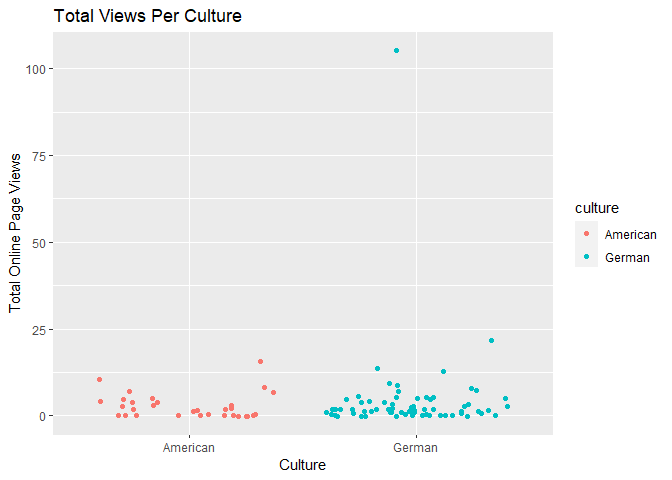 Total Views Per Culture
100
75
50
25
0
Total Online Page Views
American
German
Culture
culture
American
German